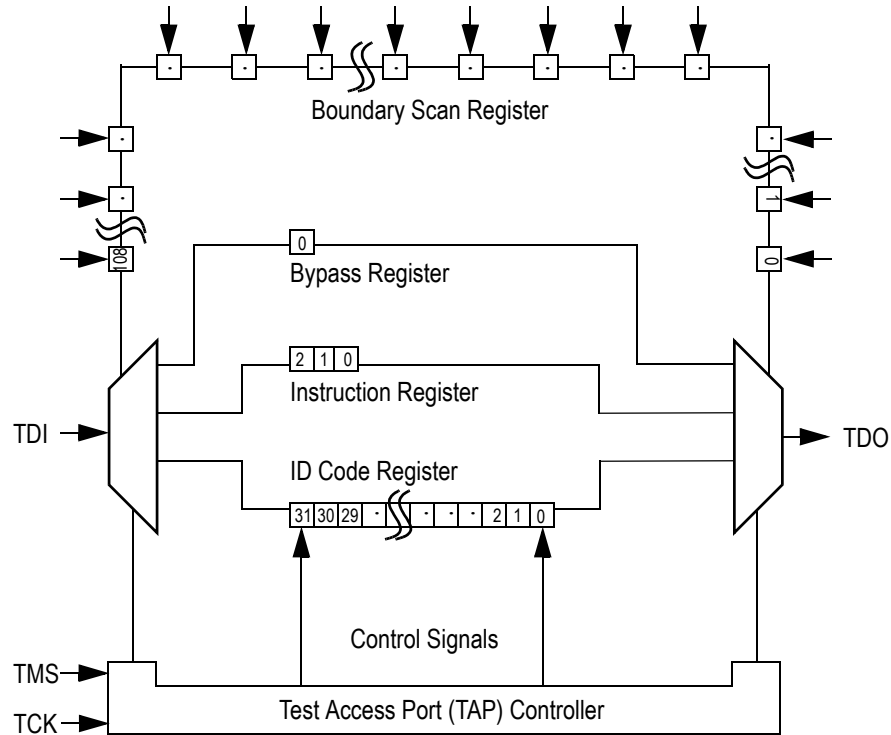 Boundary Scan Register
1
108
0
0
Bypass Register
2 1 0
Instruction Register
TDI
TDO
ID Code Register
31 30 29 · · · · 2 1 0
Control Signals
TMS
Test Access Port (TAP) Controller
TCK